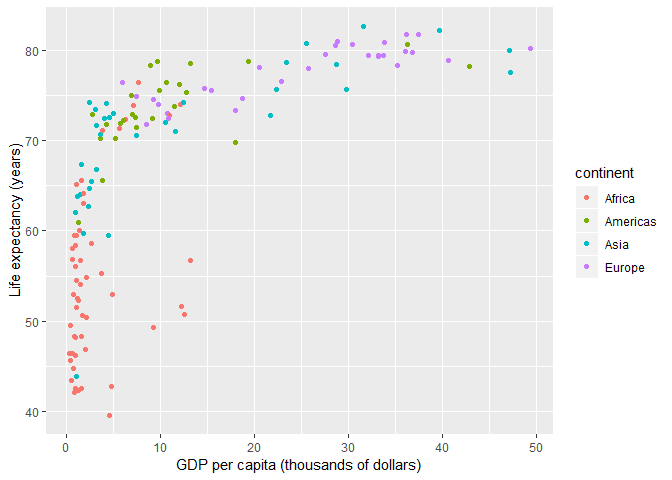 80
70
60
50
40
Life expectancy (years)
0 10 20 30 40 50
GDP per capita (thousands of dollars)
continent
Africa
Americas
Asia
Europe